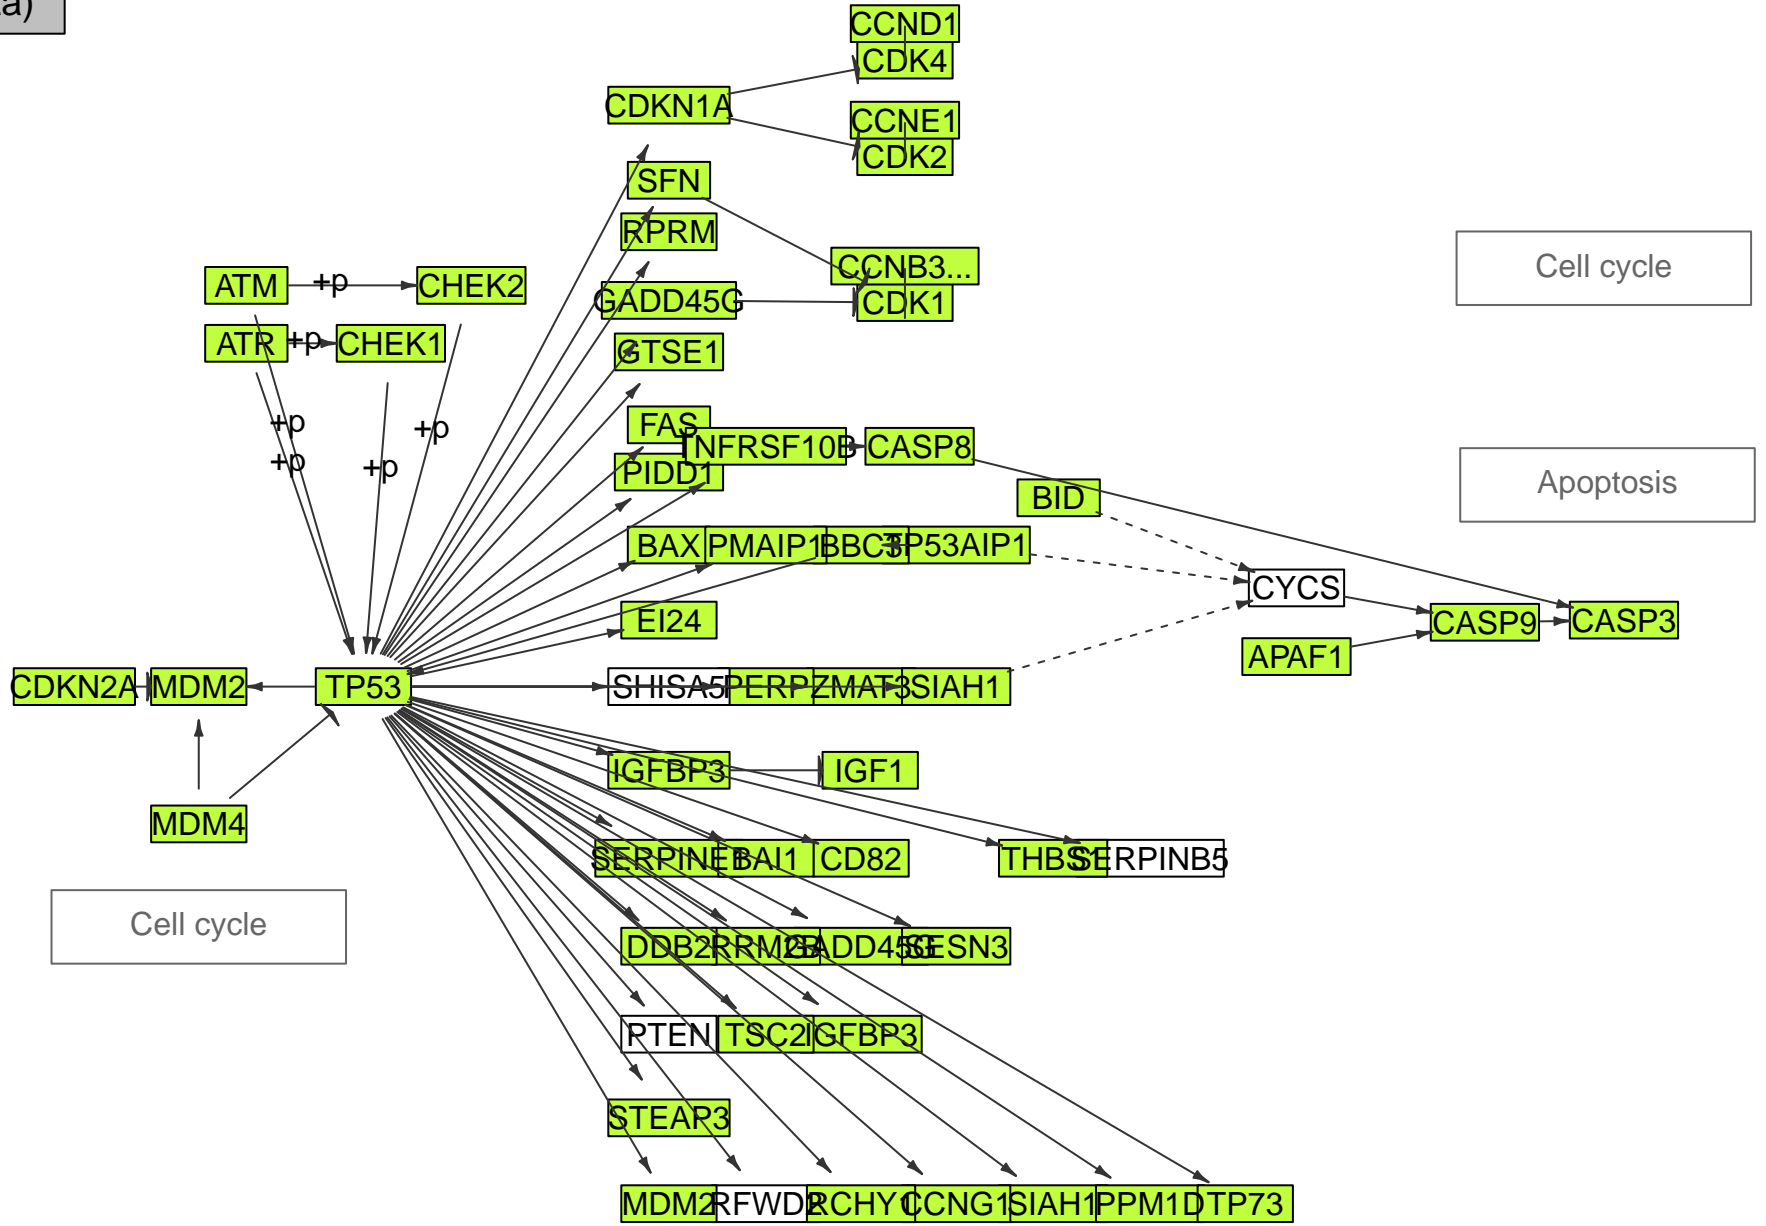 a)
CCND1
CDK4
CDKN1A
CCNE1
CDK2
SFN
RPRM
Cell cycle
CCNB3...
ATM +p CHEK2
GADD45G CDK1
ATR +p CHEK1
GTSE1
FAS
+p +p
TNFRSF10B CASP8
+p +p
PIDD1
Apoptosis
BID
BAX PMAIP1 BBC3 TP53AIP1
CYCS
EI24
CASP9 CASP3
APAF1
CDKN2A MDM2 TP53 SHISA5 PERP ZMAT3 SIAH1
IGFBP3 IGF1
MDM4
SERPINE1 BAI1 CD82 THBS1 SERPINB5
Cell cycle
DDB2 RRM2B GADD45G SESN3
PTEN TSC2 IGFBP3
STEAP3
MDM2 RFWD2 RCHY1 CCNG1 SIAH1 PPM1D TP73